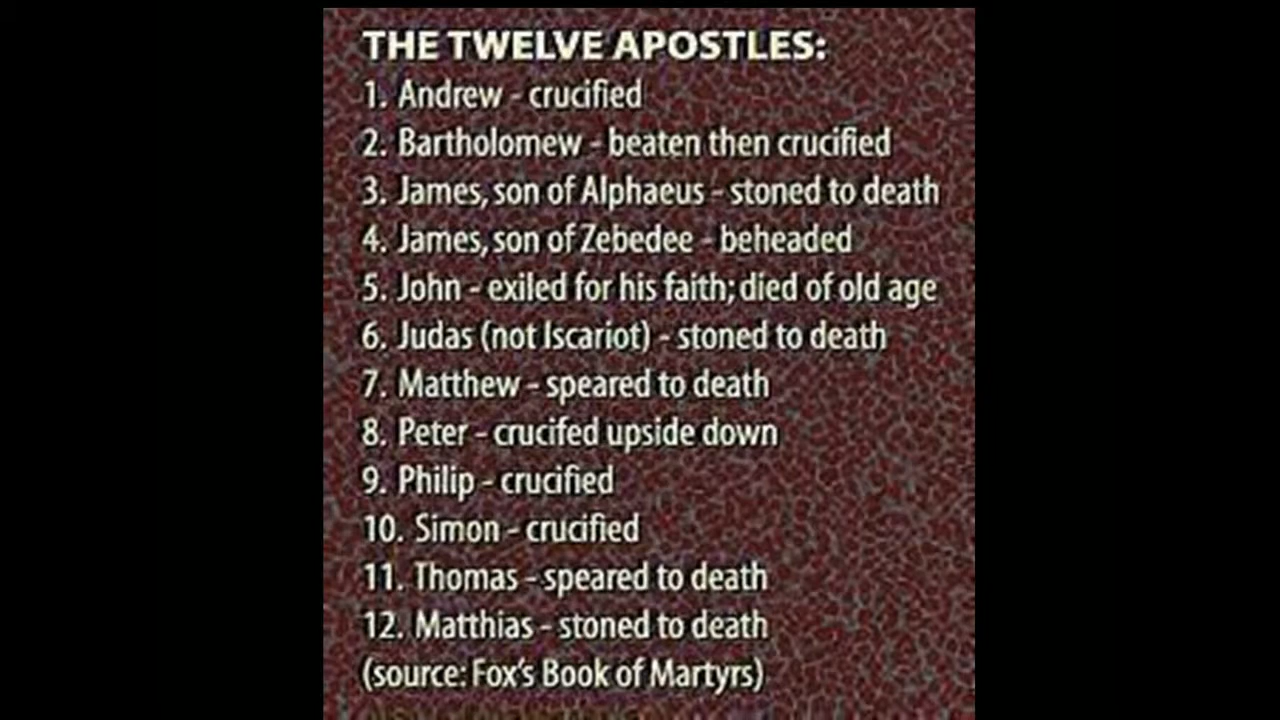 THE TWELVE APOSTLES:
1. Andrew - crucified
2. Bartholomew - beaten then crucified
3. James, son of Alphaeus - stoned to death
4. James, son of Zebedee - beheaded
5. John - exiled for his faith; died of old age
6. Judas (not Iscariot) - stoned to death
7. Matthew - speared to death
8. Peter - crucifed upside down
9. Philip - crucified
10. Simon - crucified
11. Thomas - speared to death
12. Matthias - stoned to death
(source: Fox's Book of Martyrs)